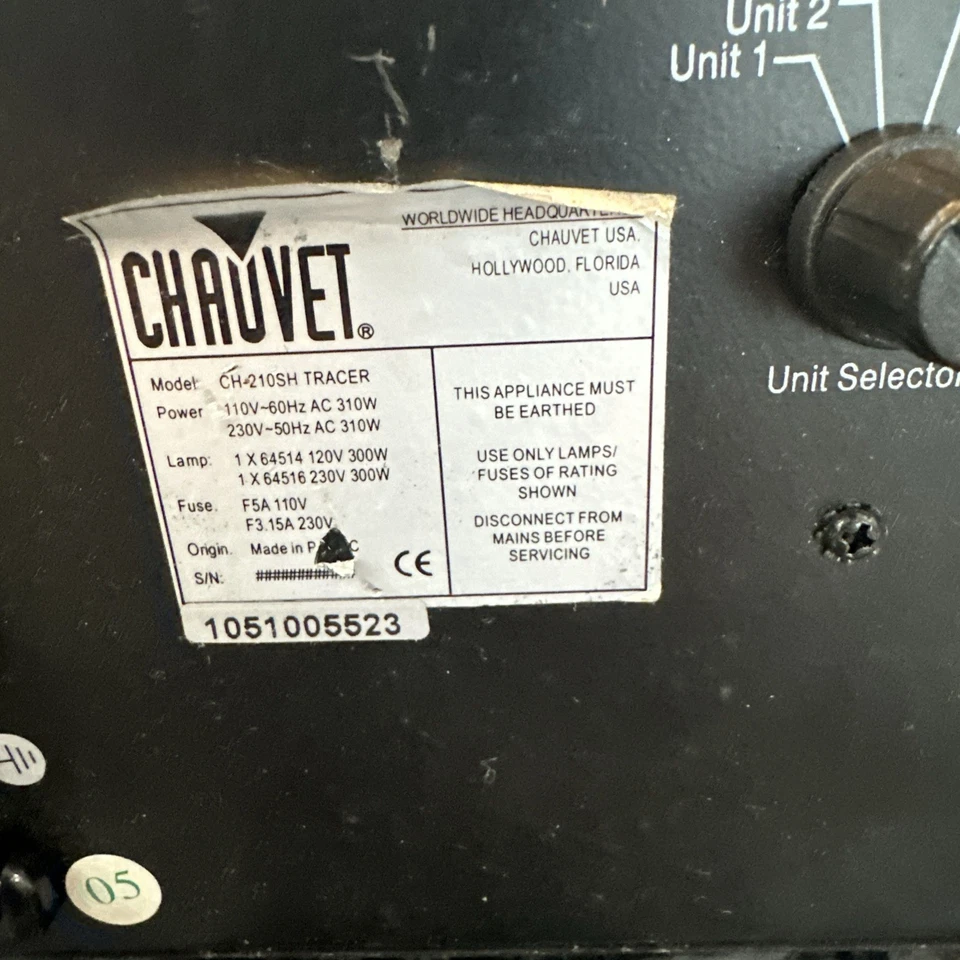 Unit 2
Unit 1
Unit Selector
CHAUVET®
WORLDWIDE HEADQUARTERS
CHAUVET USA.
HOLLYWOOD, FLORIDA
USA
Model: CH-210SH TRACER
Power 110V~60Hz AC 310W
230V~50Hz AC 310W
Lamp: 1 X 64514 120V 300W
1 X 64516 230V 300W
Fuse. F5A 110V
F3.15A 230V
Origin. Made in
S/N: ############
CE
THIS APPLIANCE MUST
BE EARTHED
USE ONLY LAMPS/
FUSES OF RATING
SHOWN
DISCONNECT FROM
MAINS BEFORE
SERVICING
1051005523
05